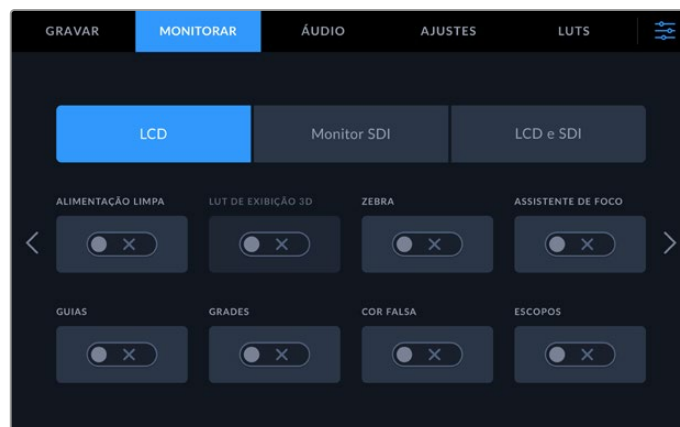 GRAVAR MONITORAR ÁUDIO AJUSTES LUTS
LCD Monitor SDI LCD e SDI
ALIMENTAÇÃO LIMPA LUT DE EXIBIÇÃO 3D ZEBRA ASSISTENTE DE FOCO
GUIAS GRADES COR FALSA ESCOPOS